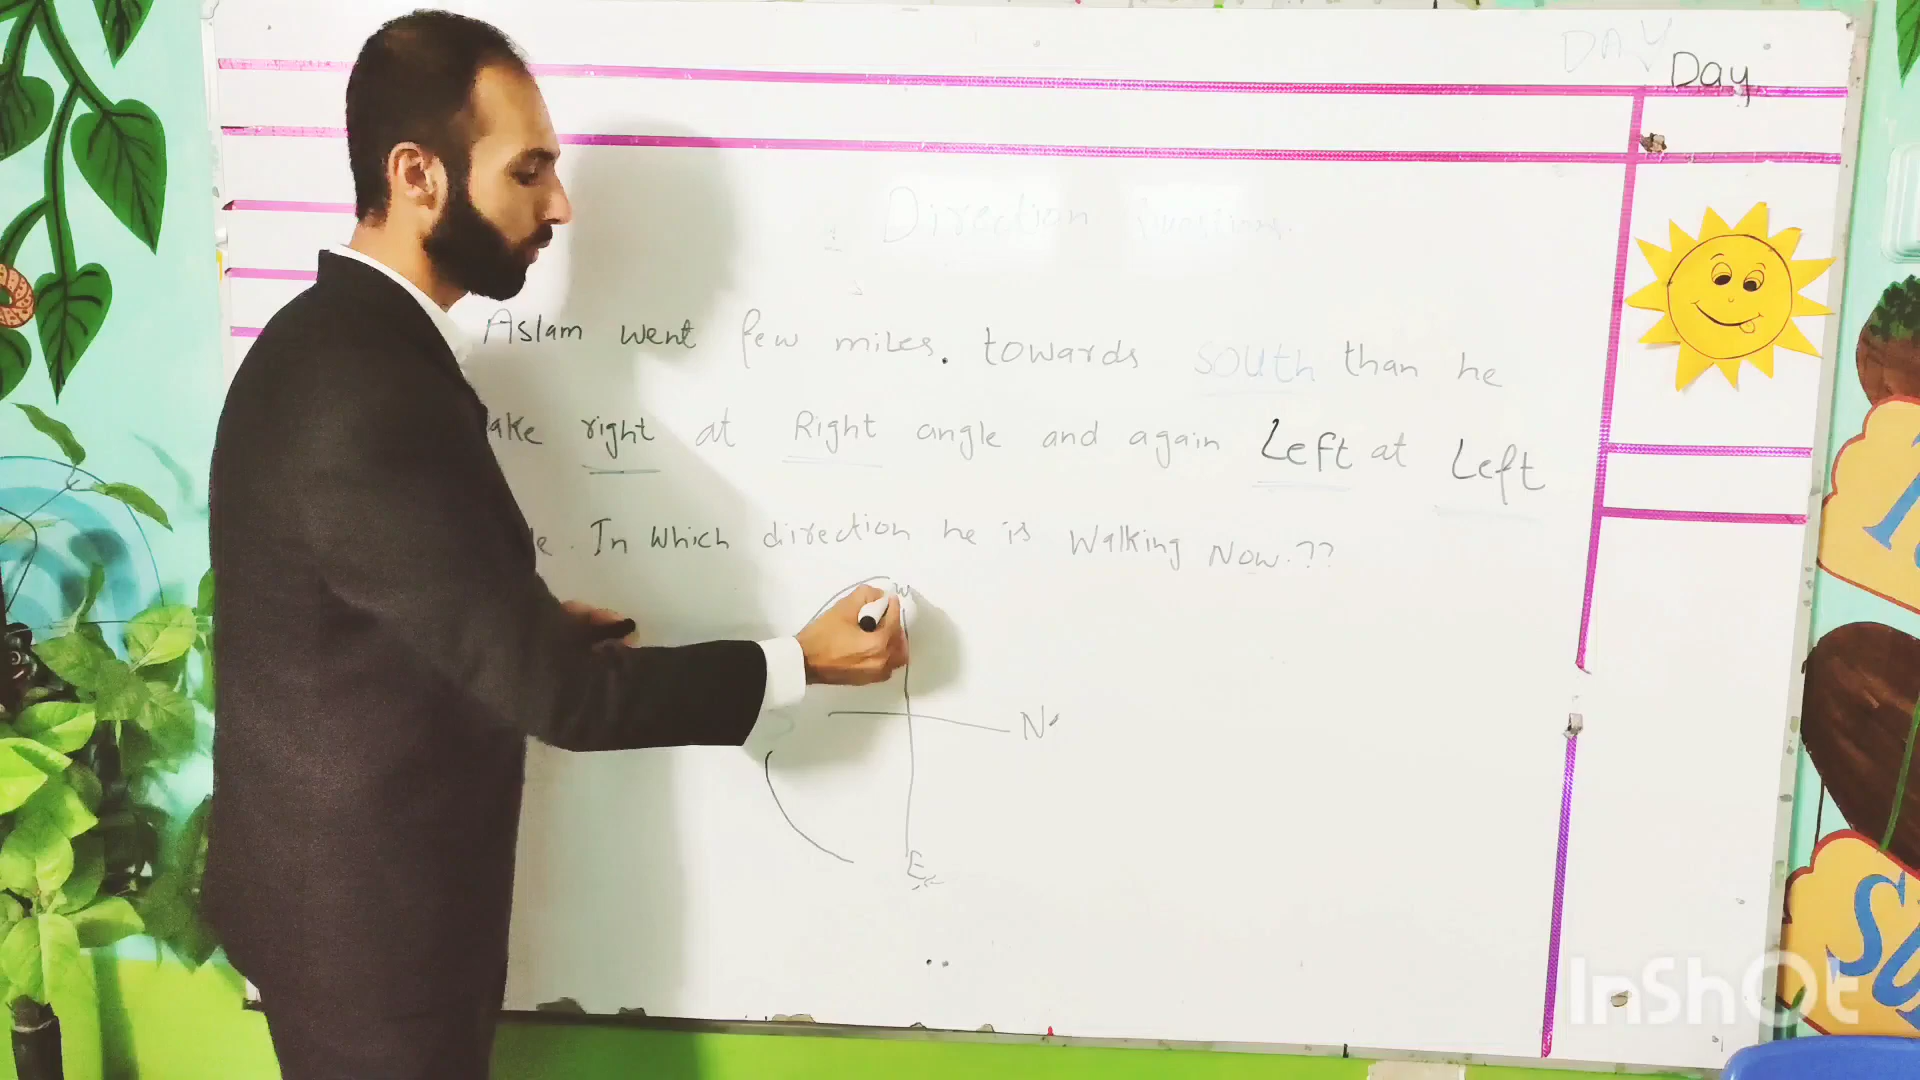 DAY
Day
Direction Questions.
Aslam went few miles. towards south than he
ake right at Right angle and again Left at Left
le. In which direction he is walking Now.??
W
N
E
InShOt